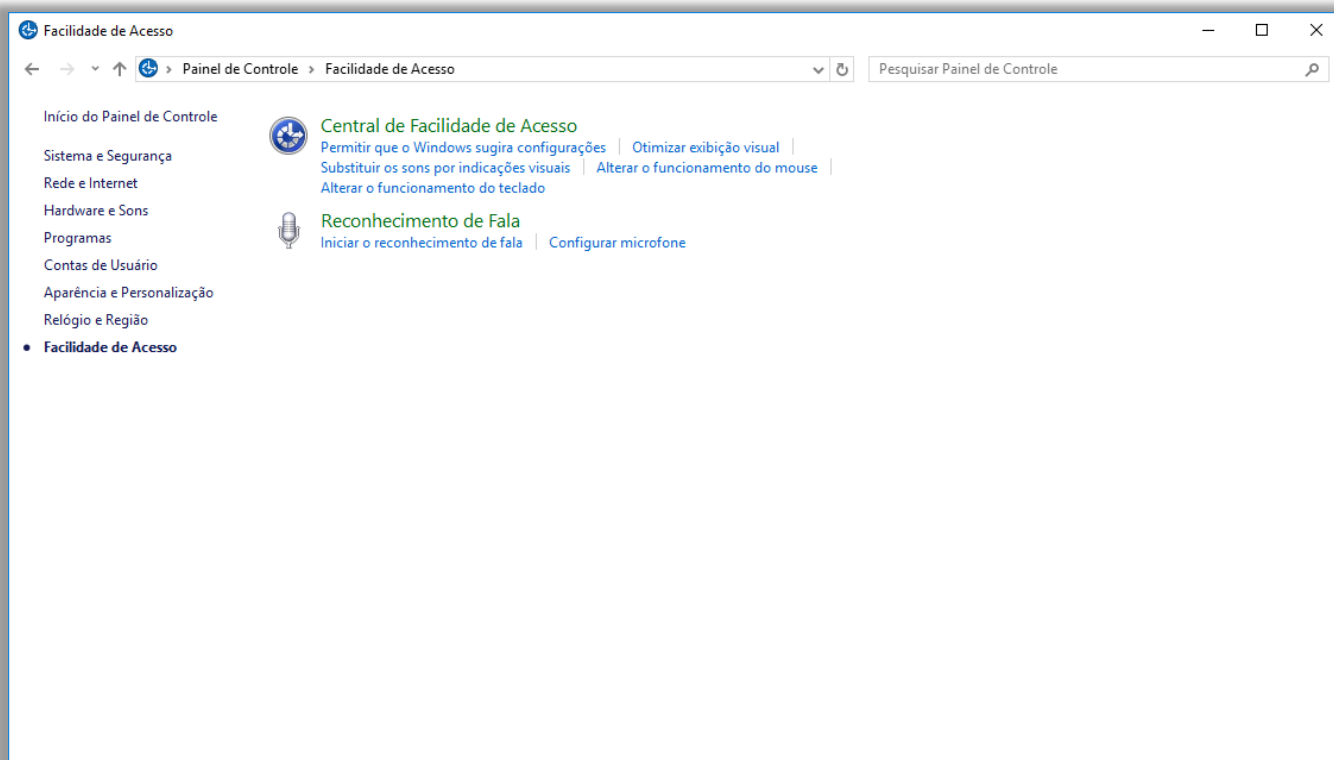 Facilidade de Acesso
Painel de Controle › Facilidade de Acesso
Pesquisar Painel de Controle
Início do Painel de Controle
Sistema e Segurança
Rede e Internet
Hardware e Sons
Programas
Contas de Usuário
Aparência e Personalização
Relógio e Região
Facilidade de Acesso
Central de Facilidade de Acesso
Permitir que o Windows sugira configurações | Otimizar exibição visual |
Substituir os sons por indicações visuais | Alterar o funcionamento do mouse |
Alterar o funcionamento do teclado
Reconhecimento de Fala
Iniciar o reconhecimento de fala | Configurar microfone